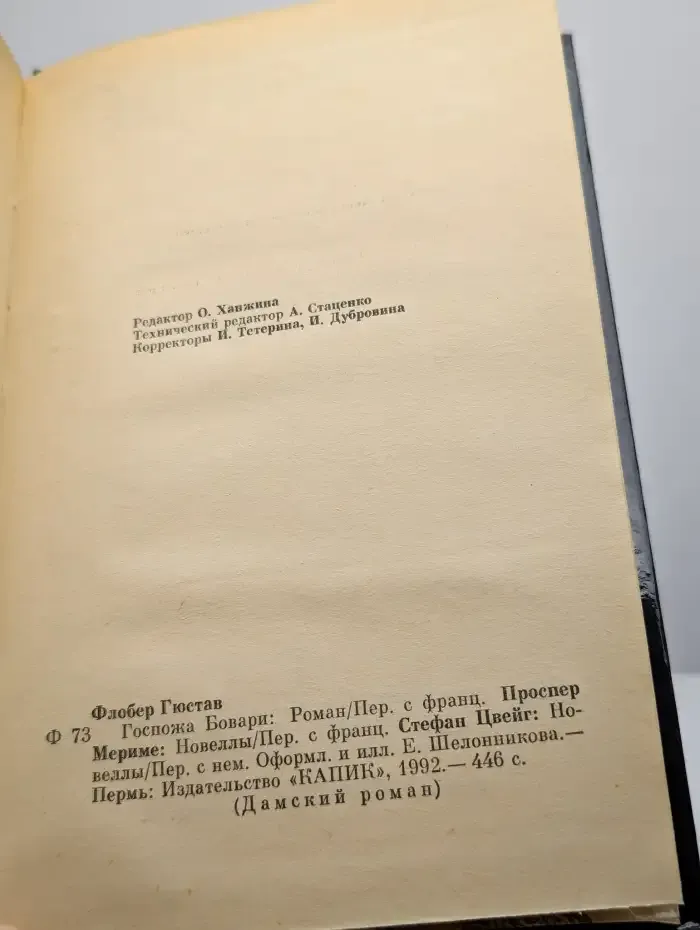 Редактор О. Ханжина
Технический редактор А. Стаценко
Корректоры И. Тетерина, И. Дубровина
Флобер Гюстав
Ф 73 Госпожа Бовари: Роман/Пер. с франц. Проспер
Мериме: Новеллы/Пер. с франц. Стефан Цвейг: Но-
веллы/Пер. с нем. Оформл. и илл. Е. Шелонникова.—
Пермь: Издательство «КАПИК», 1992.— 446 с.
(Дамский роман)